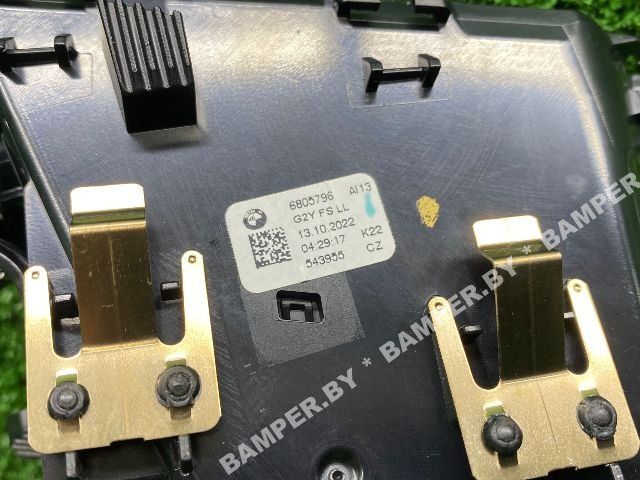 6805796 AI13
G2Y FS LL
13.10.2022 K22
04:29:17 CZ
543955
BAMPER.BY * BAMPER.BY * BAMPER.BY